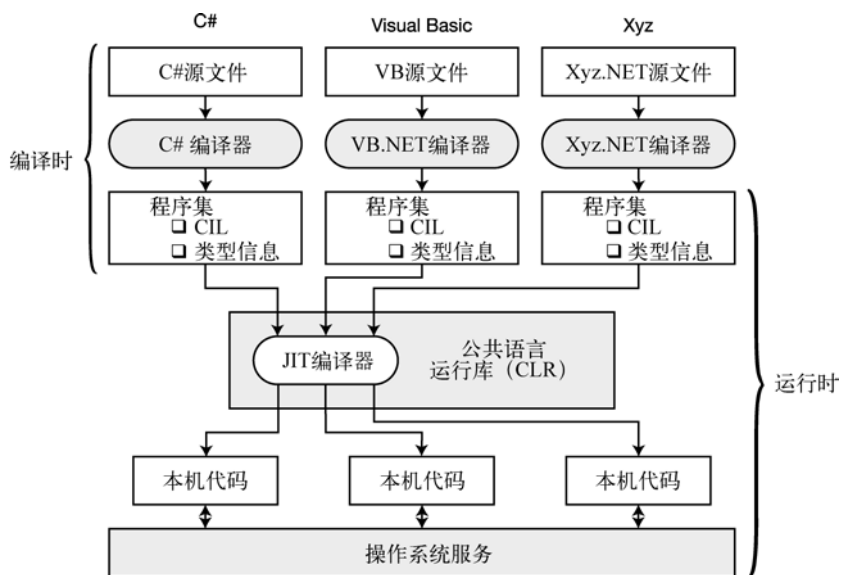 C#
Visual Basic
Xyz
C#源文件
VB源文件
Xyz.NET源文件
编译时
C# 编译器
VB.NET编译器
Xyz.NET编译器
程序集
CIL
类型信息
程序集
CIL
类型信息
程序集
CIL
类型信息
JIT编译器
公共语言
运行库（CLR）
运行时
本机代码
本机代码
本机代码
操作系统服务